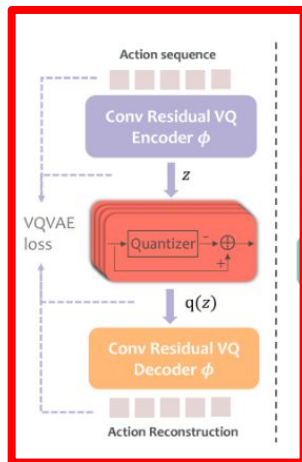 Action sequence
Conv Residual VQ
Encoder ϕ
z
VQVAE
loss
Quantizer
−
+
q(z)
Conv Residual VQ
Decoder ϕ
Action Reconstruction